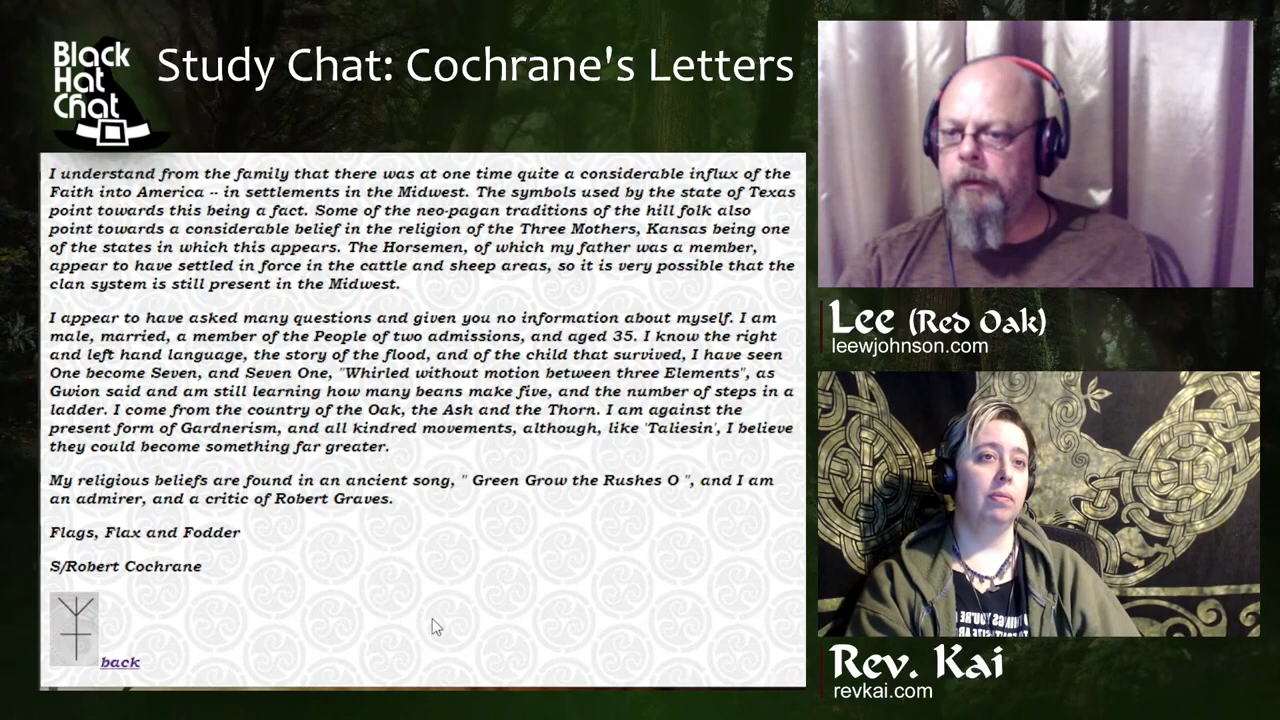 Black
Hat
Chat
Study Chat: Cochrane's Letters
I understand from the family that there was at one time quite a considerable influx of the
Faith into America -- in settlements in the Midwest. The symbols used by the state of Texas
point towards this being a fact. Some of the neo-pagan traditions of the hill folk also
point towards a considerable belief in the religion of the Three Mothers, Kansas being one
of the states in which this appears. The Horsemen, of which my father was a member,
appear to have settled in force in the cattle and sheep areas, so it is very possible that the
clan system is still present in the Midwest.
I appear to have asked many questions and given you no information about myself. I am
male, married, a member of the People of two admissions, and aged 35. I know the right
and left hand language, the story of the flood, and of the child that survived, I have seen
One become Seven, and Seven One, "Whirled without motion between three Elements", as
Gwion said and am still learning how many beans make five, and the number of steps in a
ladder. I come from the country of the Oak, the Ash and the Thorn. I am against the
present form of Gardnerism, and all kindred movements, although, like 'Taliesin', I believe
they could become something far greater.
My religious beliefs are found in an ancient song, " Green Grow the Rushes O ", and I am
an admirer, and a critic of Robert Graves.
Flags, Flax and Fodder
S/Robert Cochrane
back
Lee (Red Oak)
leewjohnson.com
Rev. Kai
revkai.com